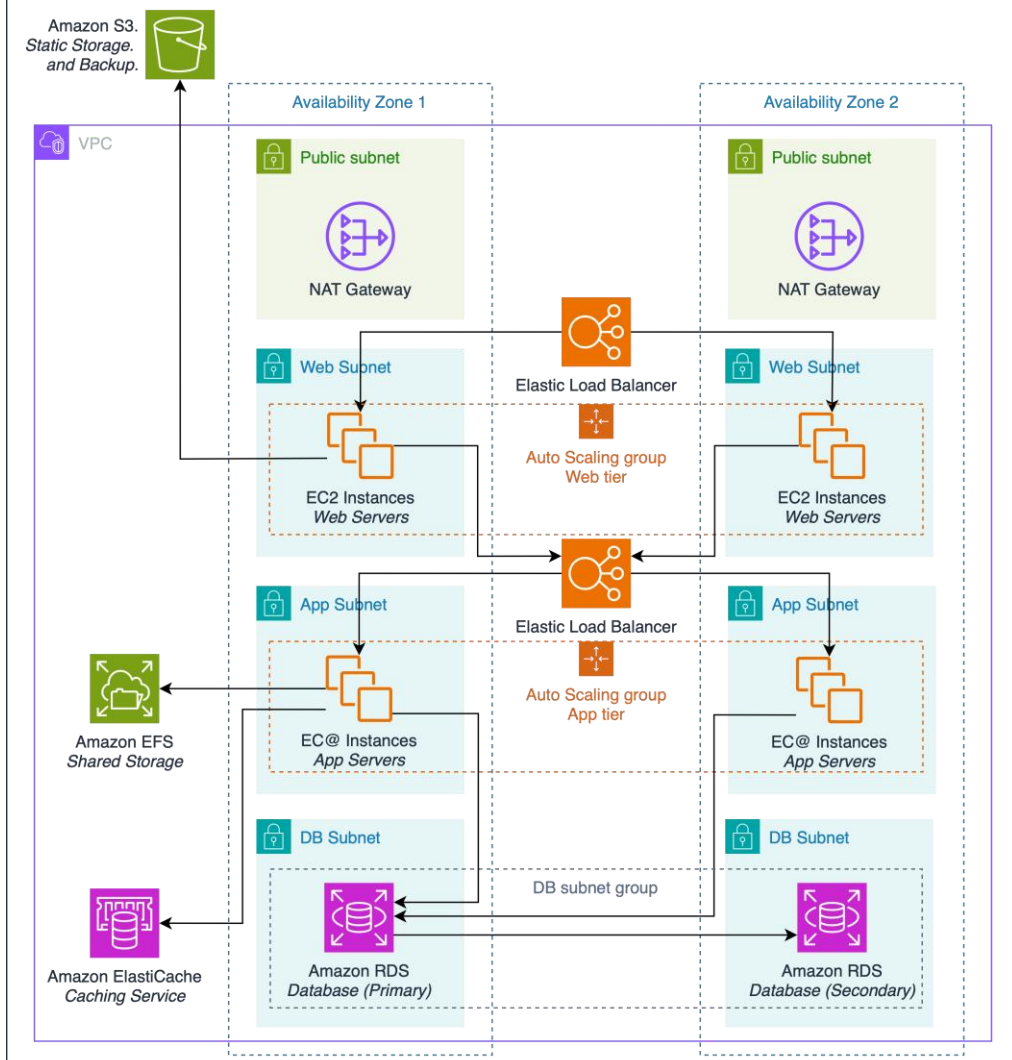 Amazon S3.
Static Storage.
and Backup.
Availability Zone 1
Availability Zone 2
VPC
Public subnet
Public subnet
NAT Gateway
NAT Gateway
Elastic Load Balancer
Web Subnet
Web Subnet
Auto Scaling group
Web tier
EC2 Instances
Web Servers
EC2 Instances
Web Servers
Elastic Load Balancer
App Subnet
App Subnet
Auto Scaling group
App tier
Amazon EFS
Shared Storage
EC@ Instances
App Servers
EC@ Instances
App Servers
DB Subnet
DB Subnet
DB subnet group
Amazon ElastiCache
Caching Service
Amazon RDS
Database (Primary)
Amazon RDS
Database (Secondary)